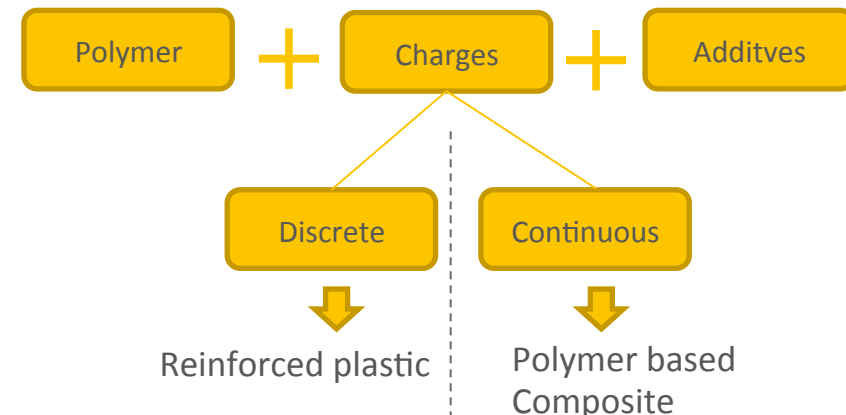 Polymer
Charges
Additves
Discrete
Continuous
Reinforced plastic
Polymer based
Composite